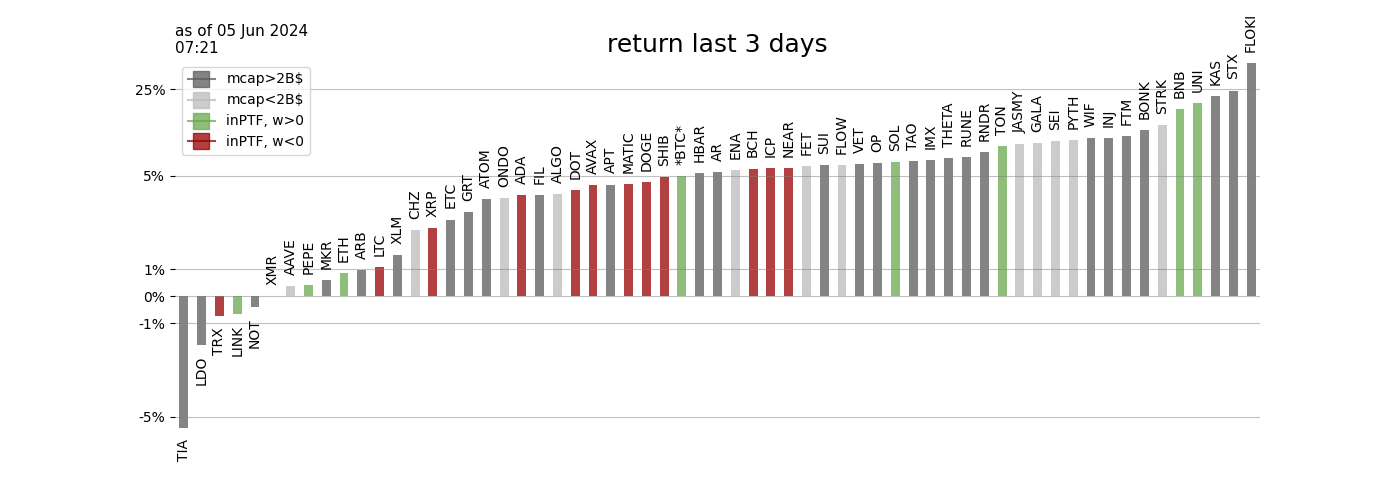 as of 05 Jun 2024
07:21
return last 3 days
mcap>2B$
mcap<2B$
inPTF, w>0
inPTF, w<0
25%
5%
1%
0%
-1%
-5%
TIA
LDO
TRX
LINK
NOT
XMR
AAVE
PEPE
MKR
ETH
ARB
LTC
XLM
CHZ
XRP
ETC
GRT
ATOM
ONDO
ADA
FIL
ALGO
DOT
AVAX
APT
MATIC
DOGE
SHIB
*BTC*
HBAR
AR
ENA
BCH
ICP
NEAR
FET
SUI
FLOW
VET
OP
SOL
TAO
IMX
THETA
RUNE
RNDR
TON
JASMY
GALA
SEI
PYTH
WIF
INJ
FTM
BONK
STRK
BNB
UNI
KAS
STX
FLOKI